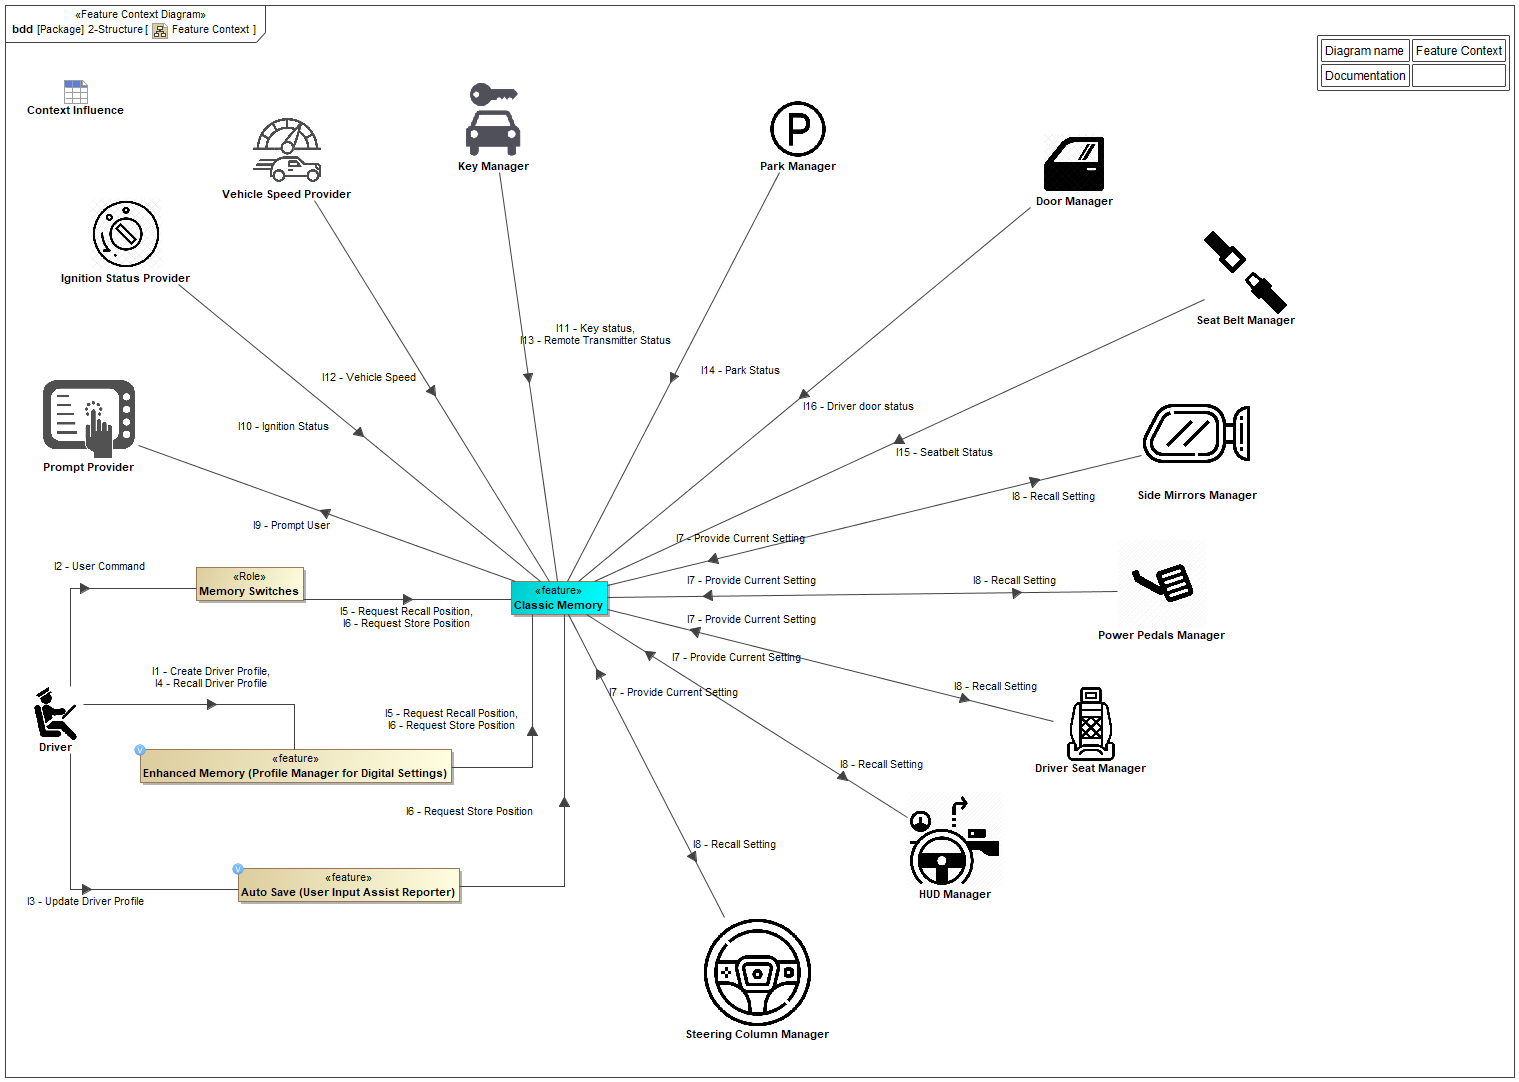 «Feature Context Diagram»
bdd [Package] 2-Structure [ Feature Context ]
Diagram name Feature Context
Documentation
Context Influence
Key Manager
Park Manager
Vehicle Speed Provider
Door Manager
Ignition Status Provider
Seat Belt Manager
I11 - Key status,
I13 - Remote Transmitter Status
I14 - Park Status
I12 - Vehicle Speed
I16 - Driver door status
I10 - Ignition Status
I15 - Seatbelt Status
Prompt Provider
Side Mirrors Manager
I8 - Recall Setting
I9 - Prompt User
I7 - Provide Current Setting
I2 - User Command
«Role»
Memory Switches
«feature»
Classic Memory
I7 - Provide Current Setting
I8 - Recall Setting
I5 - Request Recall Position,
I6 - Request Store Position
I7 - Provide Current Setting
Power Pedals Manager
I7 - Provide Current Setting
I1 - Create Driver Profile,
I4 - Recall Driver Profile
I7 - Provide Current Setting
I8 - Recall Setting
I5 - Request Recall Position,
I6 - Request Store Position
Driver
«feature»
Enhanced Memory (Profile Manager for Digital Settings)
I8 - Recall Setting
Driver Seat Manager
I6 - Request Store Position
I8 - Recall Setting
«feature»
Auto Save (User Input Assist Reporter)
I3 - Update Driver Profile
HUD Manager
Steering Column Manager